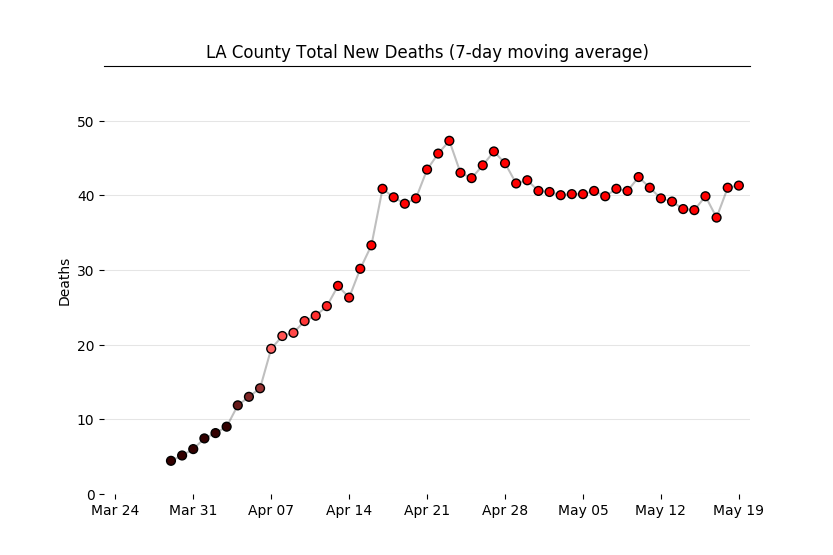 LA County Total New Deaths (7-day moving average)
50
40
30
20
10
0
Deaths
Mar 24 Mar 31 Apr 07 Apr 14 Apr 21 Apr 28 May 05 May 12 May 19